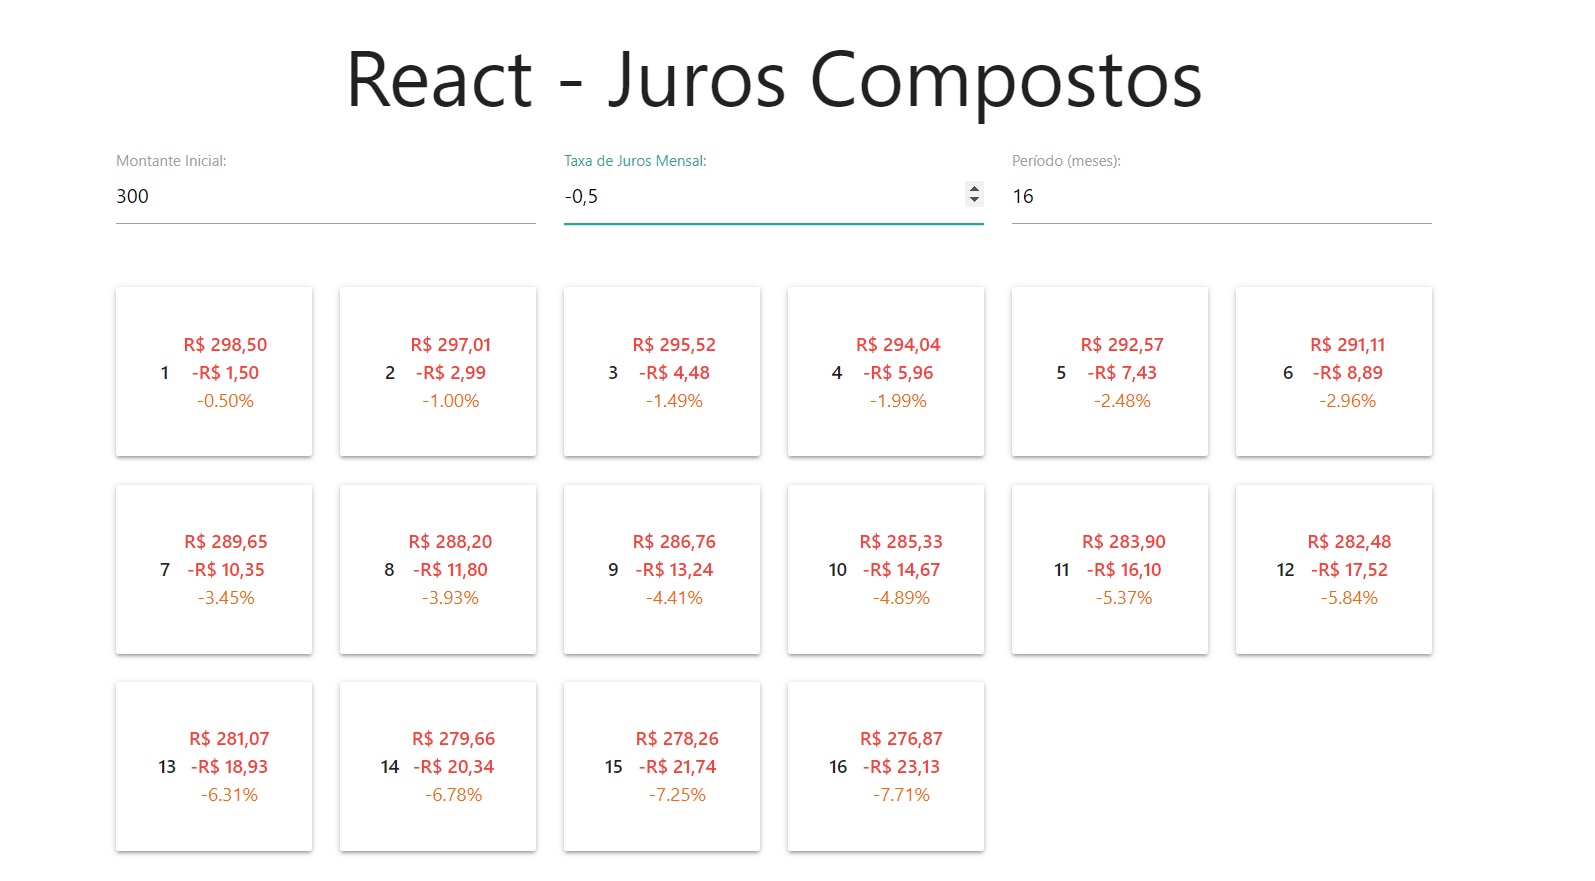 React - Juros Compostos
Montante Inicial:
300
Taxa de Juros Mensal:
-0,5
Período (meses):
16
1
R$ 298,50
-R$ 1,50
-0.50%
2
R$ 297,01
-R$ 2,99
-1.00%
3
R$ 295,52
-R$ 4,48
-1.49%
4
R$ 294,04
-R$ 5,96
-1.99%
5
R$ 292,57
-R$ 7,43
-2.48%
6
R$ 291,11
-R$ 8,89
-2.96%
7
R$ 289,65
-R$ 10,35
-3.45%
8
R$ 288,20
-R$ 11,80
-3.93%
9
R$ 286,76
-R$ 13,24
-4.41%
10
R$ 285,33
-R$ 14,67
-4.89%
11
R$ 283,90
-R$ 16,10
-5.37%
12
R$ 282,48
-R$ 17,52
-5.84%
13
R$ 281,07
-R$ 18,93
-6.31%
14
R$ 279,66
-R$ 20,34
-6.78%
15
R$ 278,26
-R$ 21,74
-7.25%
16
R$ 276,87
-R$ 23,13
-7.71%